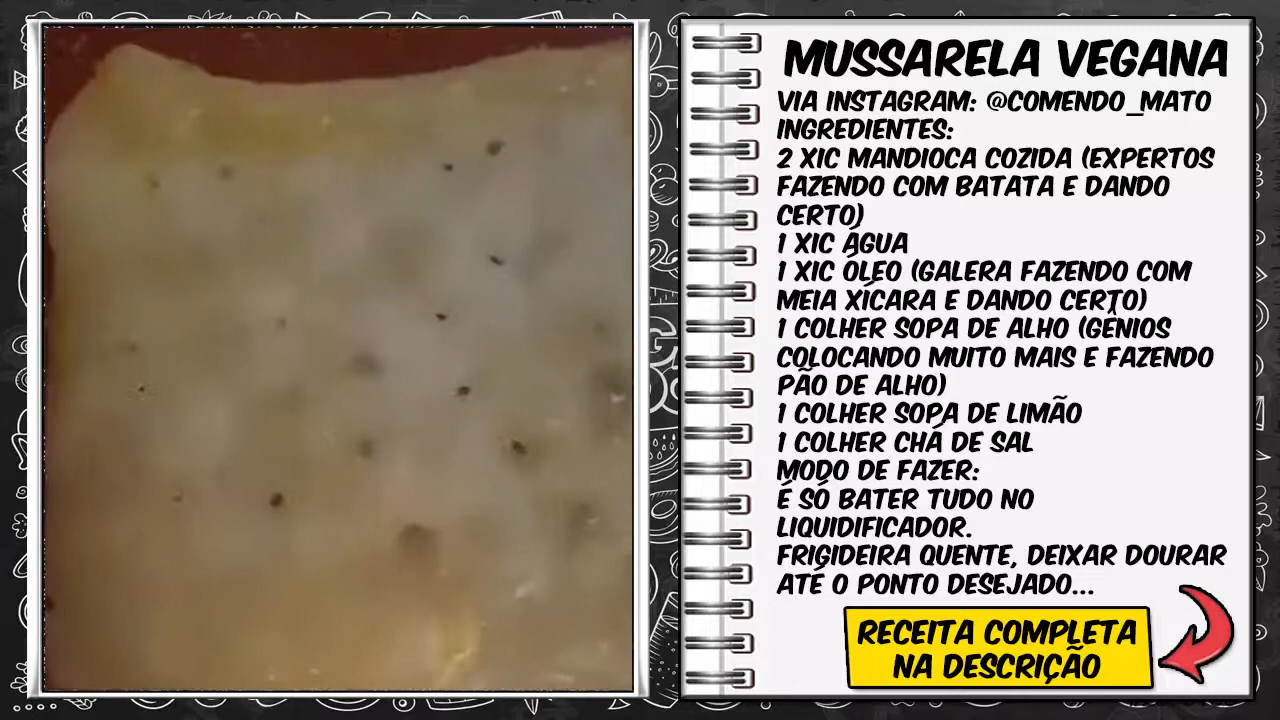 MUSSARELA VEGANA
VIA INSTAGRAM: @COMENDO_MATO
INGREDIENTES:
2 XIC MANDIOCA COZIDA (EXPERTOS
FAZENDO COM BATATA E DANDO
CERTO)
1 XIC ÁGUA
1 XIC ÓLEO (GALERA FAZENDO COM
MEIA XÍCARA E DANDO CERTO)
1 COLHER SOPA DE ALHO (GÊNIOS
COLOCANDO MUITO MAIS E FAZENDO
PÃO DE ALHO)
1 COLHER SOPA DE LIMÃO
1 COLHER CHÁ DE SAL
MODO DE FAZER:
É SÓ BATER TUDO NO
LIQUIDIFICADOR.
FRIGIDEIRA QUENTE, DEIXAR DOURAR
ATÉ O PONTO DESEJADO...
RECEITA COMPLETA
NA DESCRIÇÃO